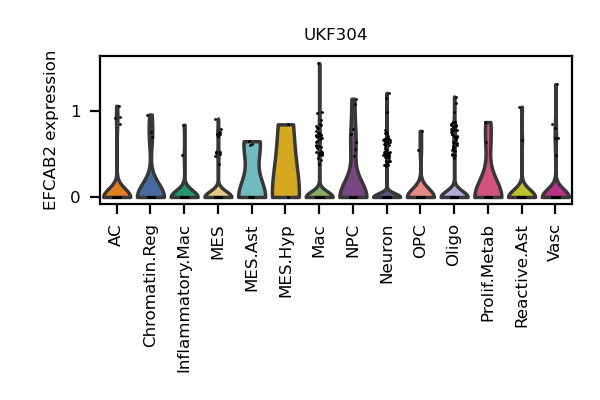 UKF304
EFCAB2 expression
1
0
AC
Chromatin.Reg
Inflammatory.Mac
MES
MES.Ast
MES.Hyp
Mac
NPC
Neuron
OPC
Oligo
Prolif.Metab
Reactive.Ast
Vasc